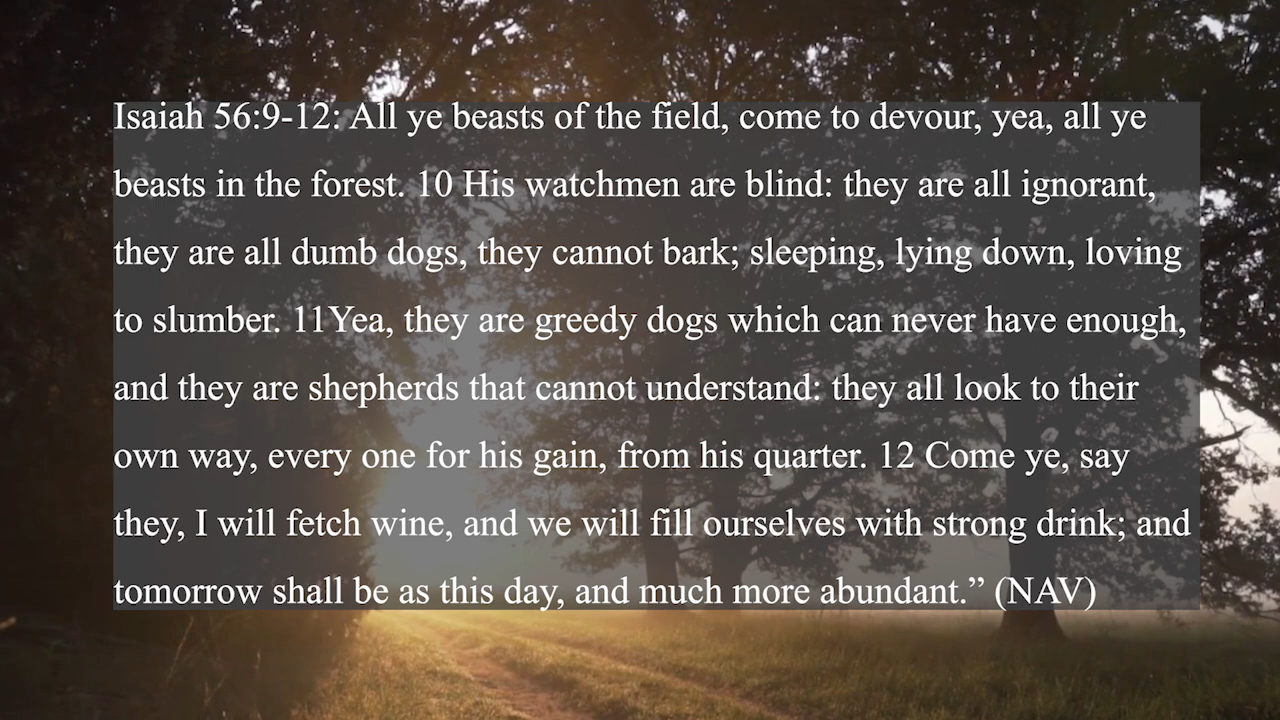 Isaiah 56:9-12: All ye beasts of the field, come to devour, yea, all ye
beasts in the forest. 10 His watchmen are blind: they are all ignorant,
they are all dumb dogs, they cannot bark; sleeping, lying down, loving
to slumber. 11Yea, they are greedy dogs which can never have enough,
and they are shepherds that cannot understand: they all look to their
own way, every one for his gain, from his quarter. 12 Come ye, say
they, I will fetch wine, and we will fill ourselves with strong drink; and
tomorrow shall be as this day, and much more abundant.” (NAV)